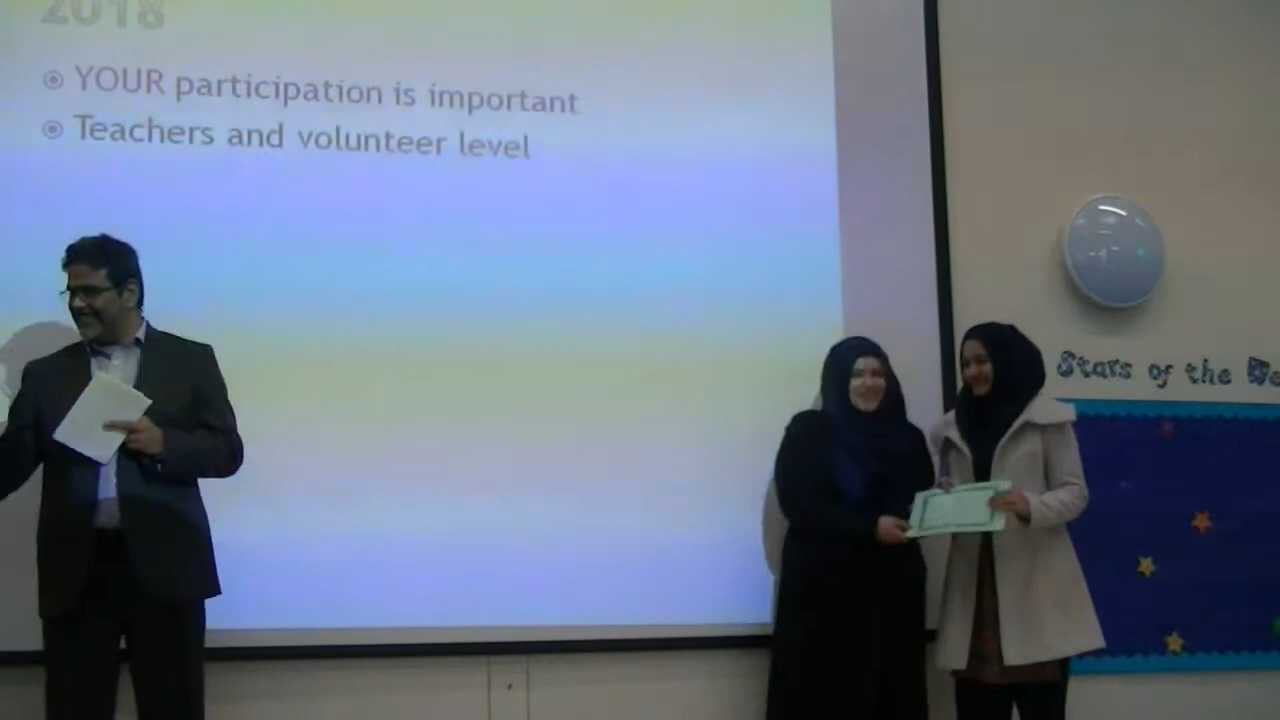 2018
YOUR participation is important
Teachers and volunteer level
Stars of the